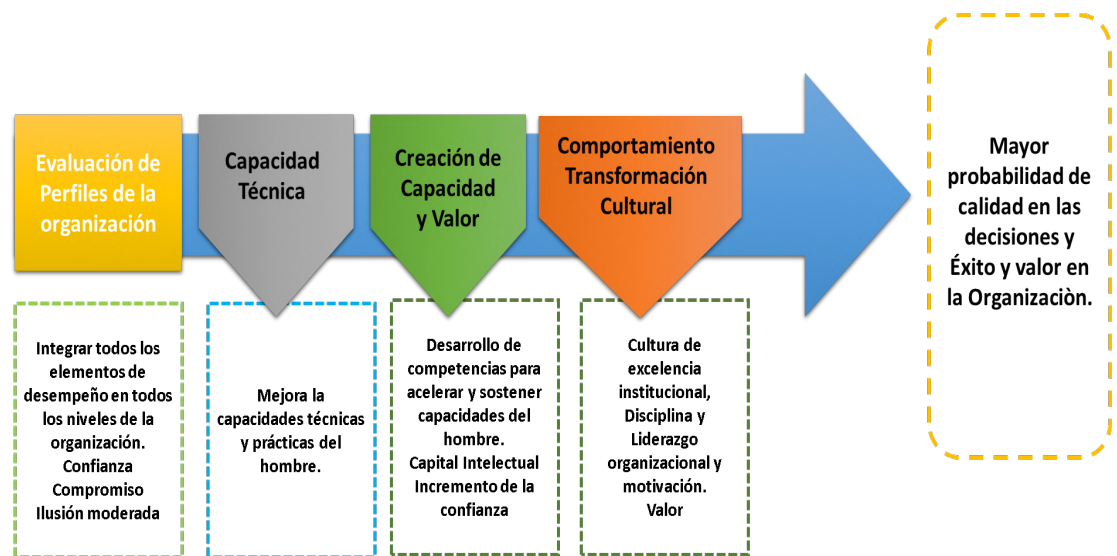 Evaluación de
Perfiles de la
organización
Capacidad
Técnica
Creación de
Capacidad
y Valor
Comportamiento
Transformación
Cultural
Mayor
probabilidad de
calidad en las
decisiones y
Éxito y valor en
la Organizaciòn.
Integrar todos los
elementos de
desempeño en todos
los niveles de la
organización.
Confianza
Compromiso
Ilusión moderada
Mejora la
capacidades técnicas
y prácticas del
hombre.
Desarrollo de
competencias para
acelerar y sostener
capacidades del
hombre.
Capital Intelectual
Incremento de la
confianza
Cultura de
excelencia
institucional,
Disciplina y
Liderazgo
organizacional y
motivación.
Valor